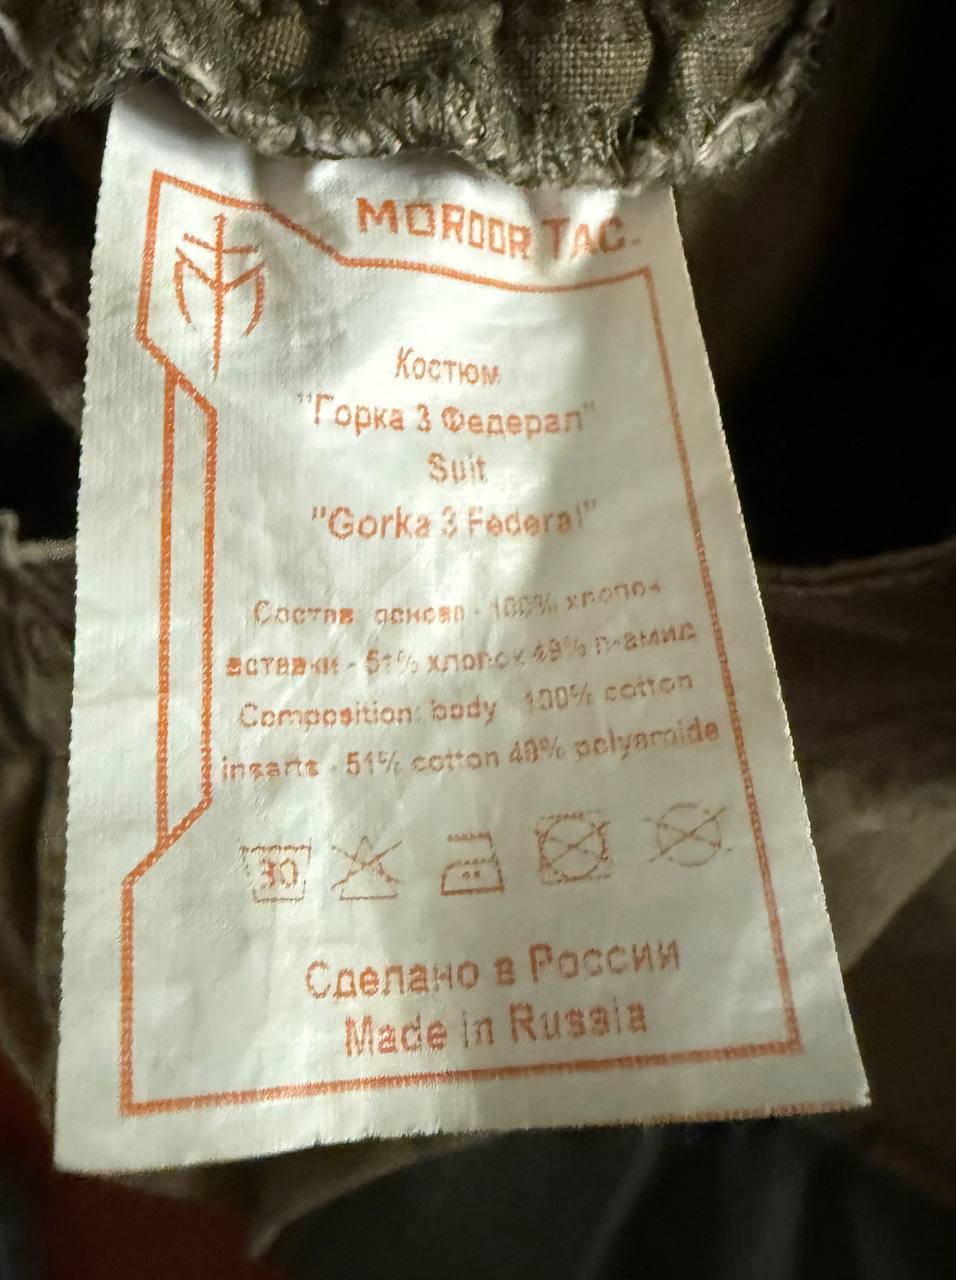 MORDOR TAC.
Костюм
"Горка 3 Федерал"
Suit
"Gorka 3 Federal"
Состав: основа - 100% хлопок
вставки - 51% хлопок 49% п-амид
Composition: body - 100% cotton
inserts - 51% cotton 49% polyamide
30
Сделано в России
Made in Russia